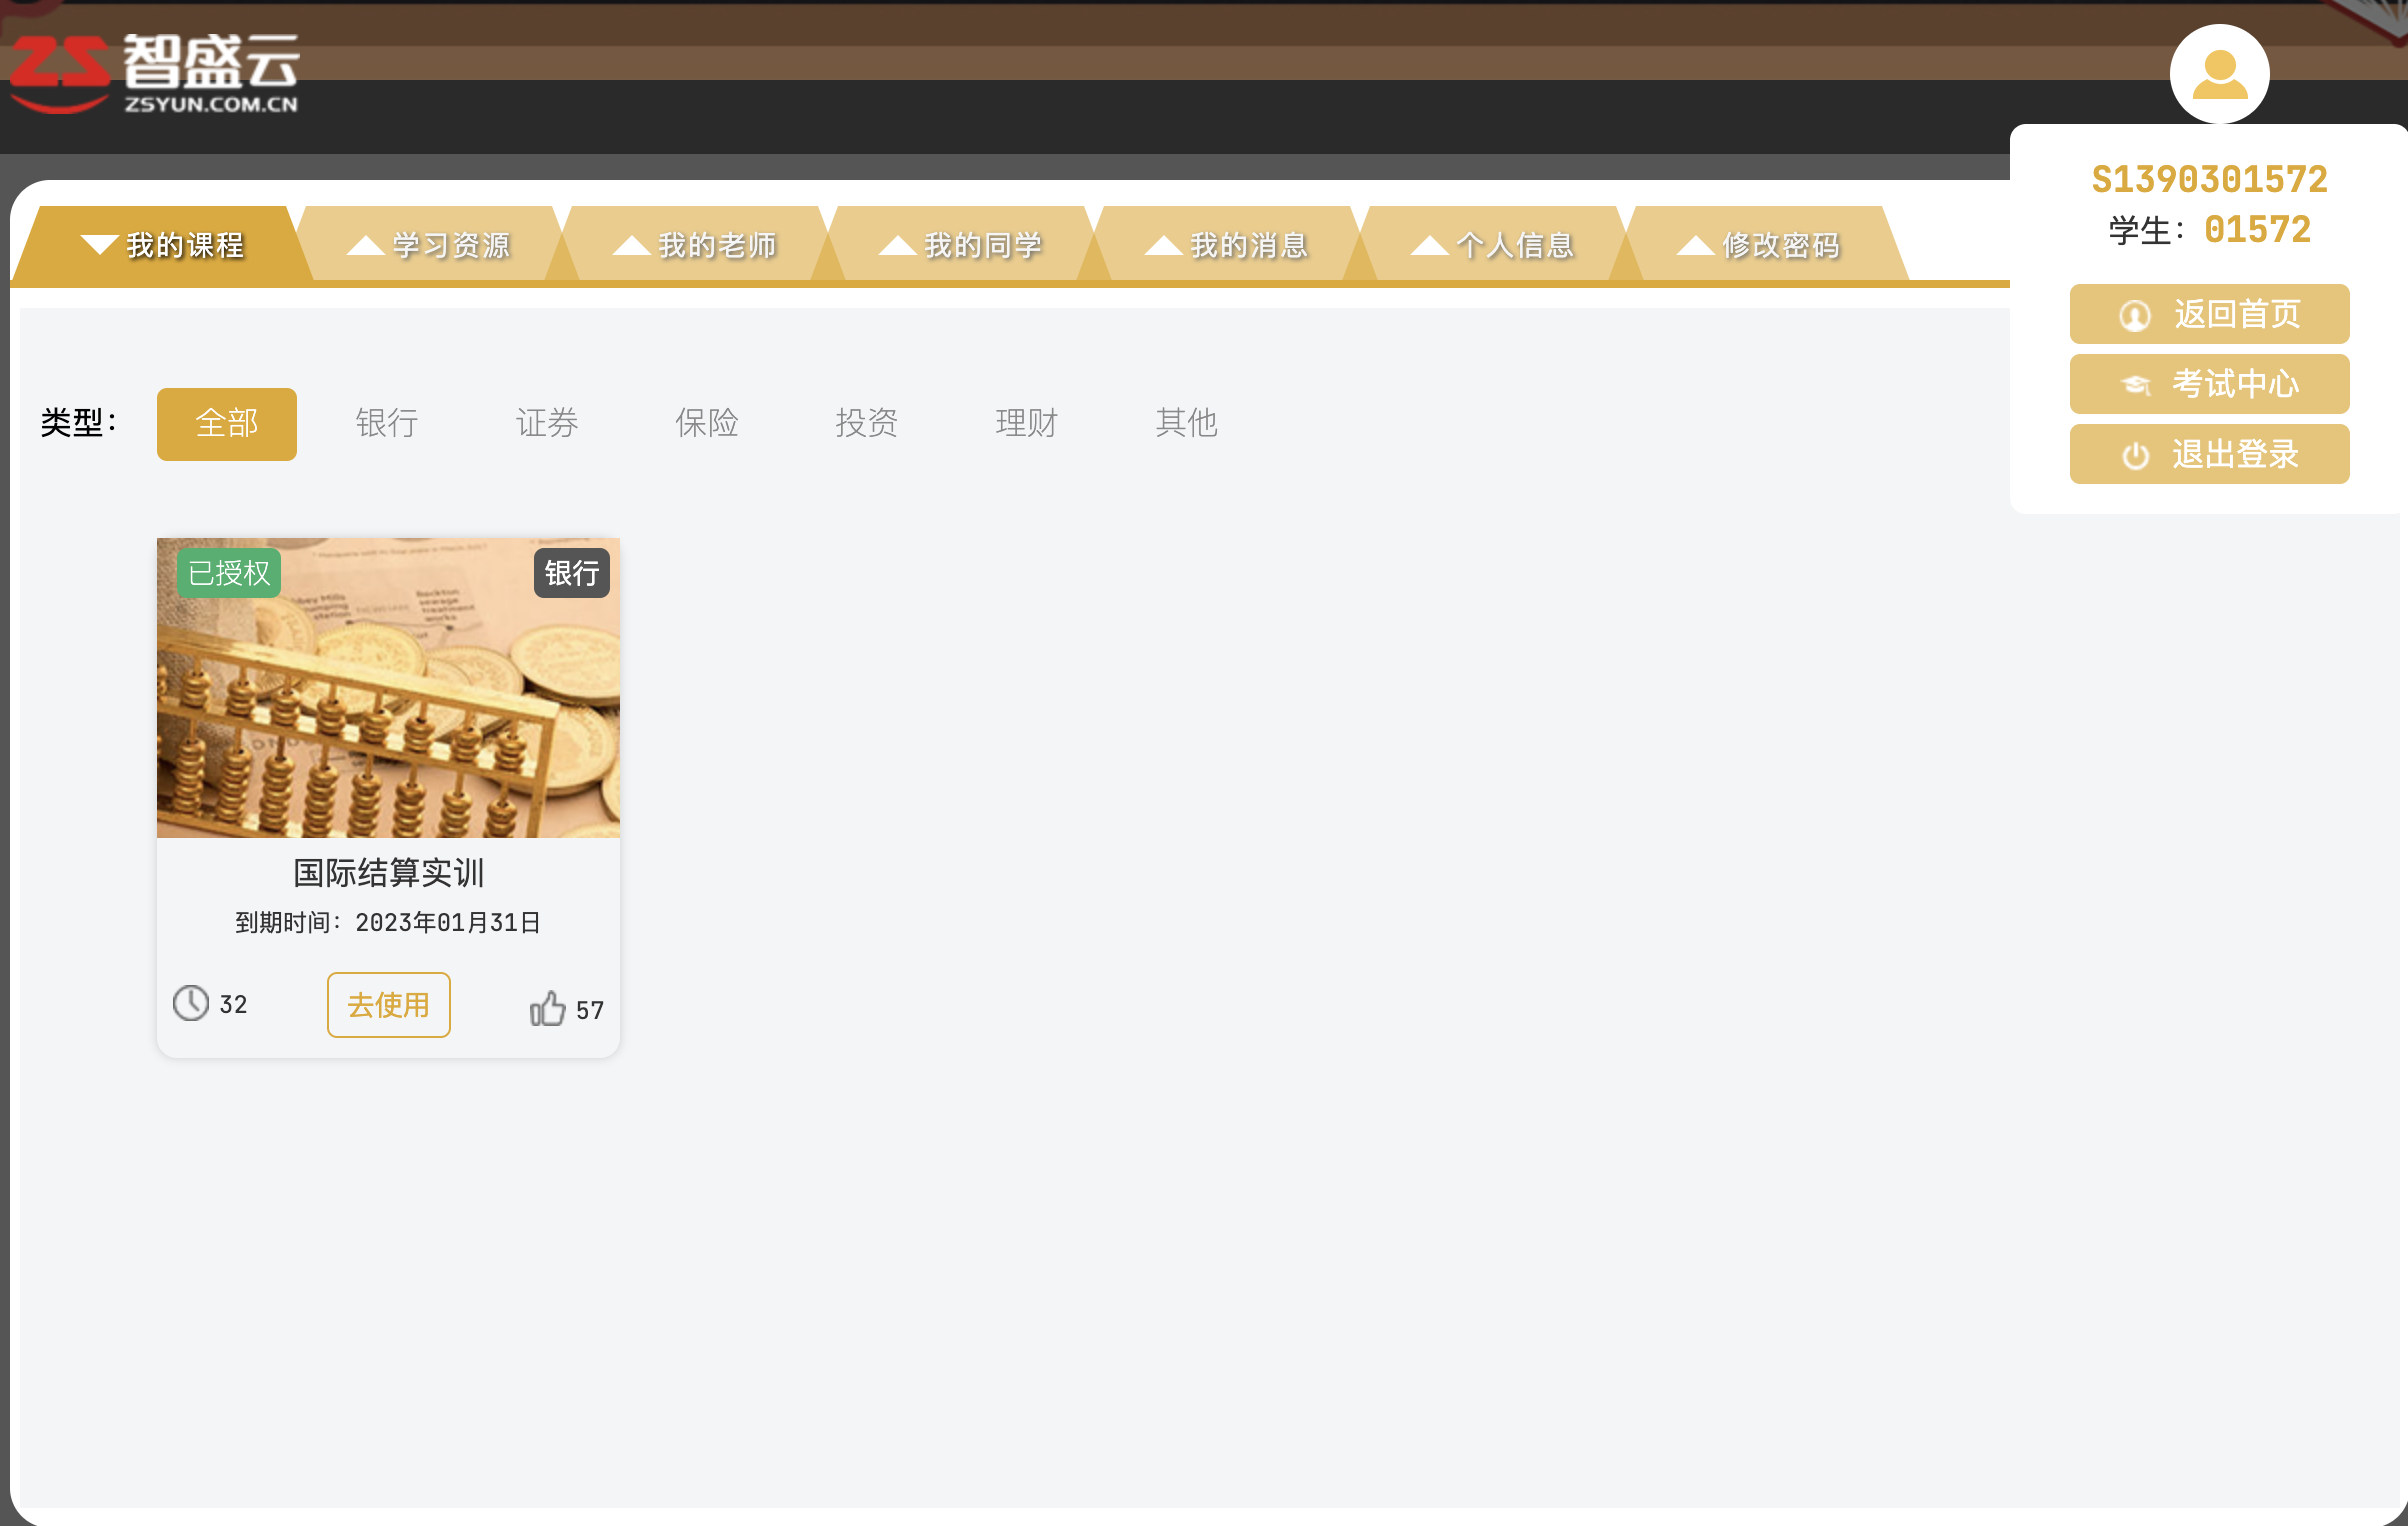 ZS 智盛云
ZSYUN.COM.CN
S1390301572
学生：01572
返回首页
考试中心
退出登录
我的课程
学习资源
我的老师
我的同学
我的消息
个人信息
修改密码
类型：
全部
银行
证券
保险
投资
理财
其他
已授权
银行
国际结算实训
到期时间：2023年01月31日
32
去使用
57